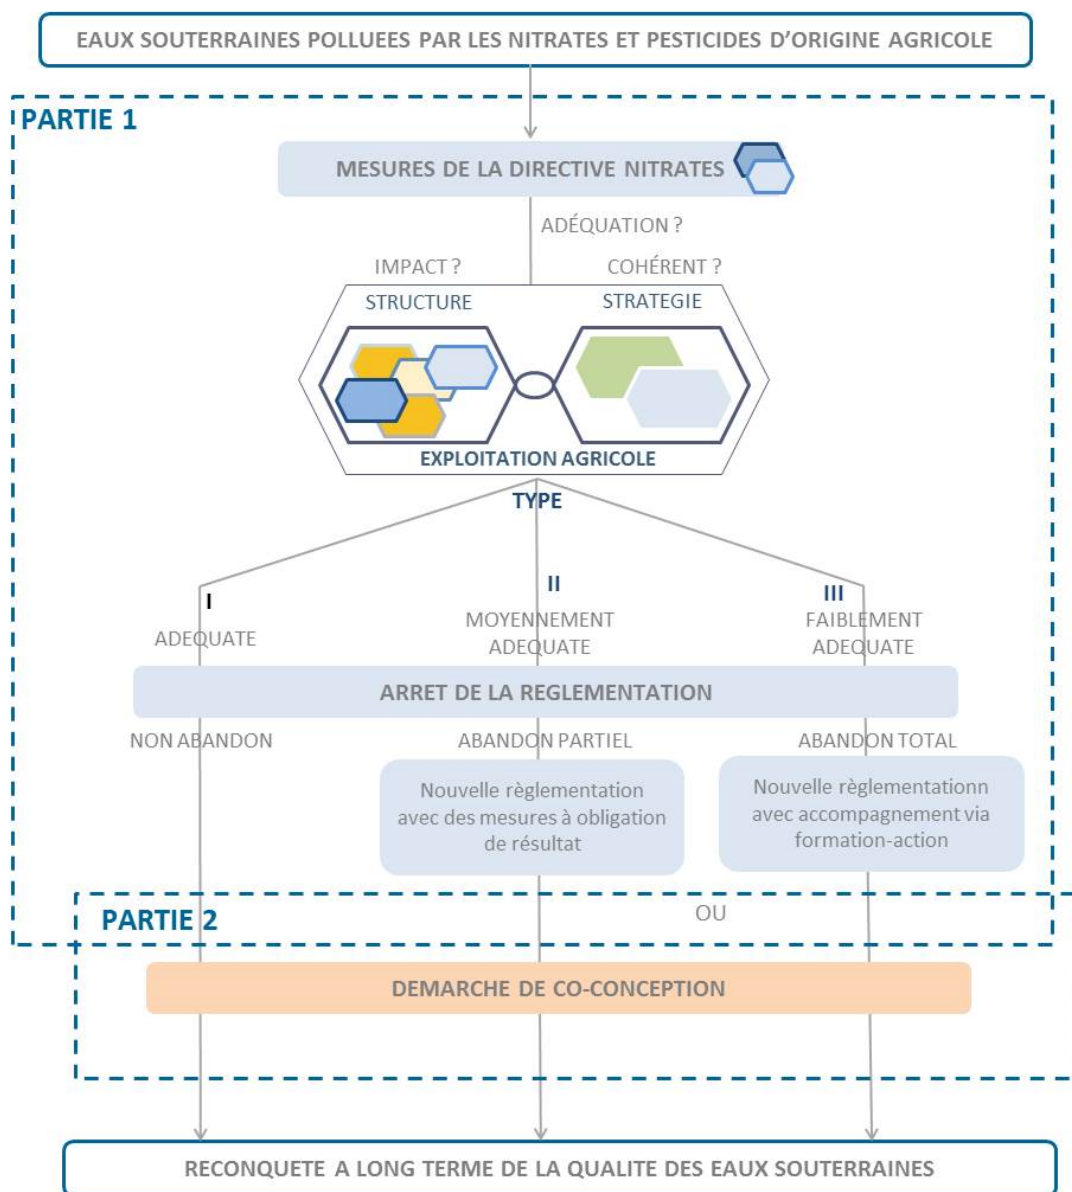 EAUX SOUTERRAINES POLLUEES PAR LES NITRATES ET PESTICIDES D'ORIGINE AGRICOLE
PARTIE 1
MESURES DE LA DIRECTIVE NITRATES
ADÉQUATION ?
IMPACT ?
COHÉRENT ?
STRUCTURE
STRATEGIE
EXPLOITATION AGRICOLE
TYPE
I
II
III
ADEQUATE
MOYENNEMENT
ADEQUATE
FAIBLEMENT
ADEQUATE
ARRET DE LA REGLEMENTATION
NON ABANDON
ABANDON PARTIEL
ABANDON TOTAL
Nouvelle règlementation
avec des mesures à obligation
de résultat
Nouvelle règlementationn
avec accompagnement via
formation-action
PARTIE 2
OU
DEMARCHE DE CO-CONCEPTION
RECONQUETE A LONG TERME DE LA QUALITE DES EAUX SOUTERRAINES